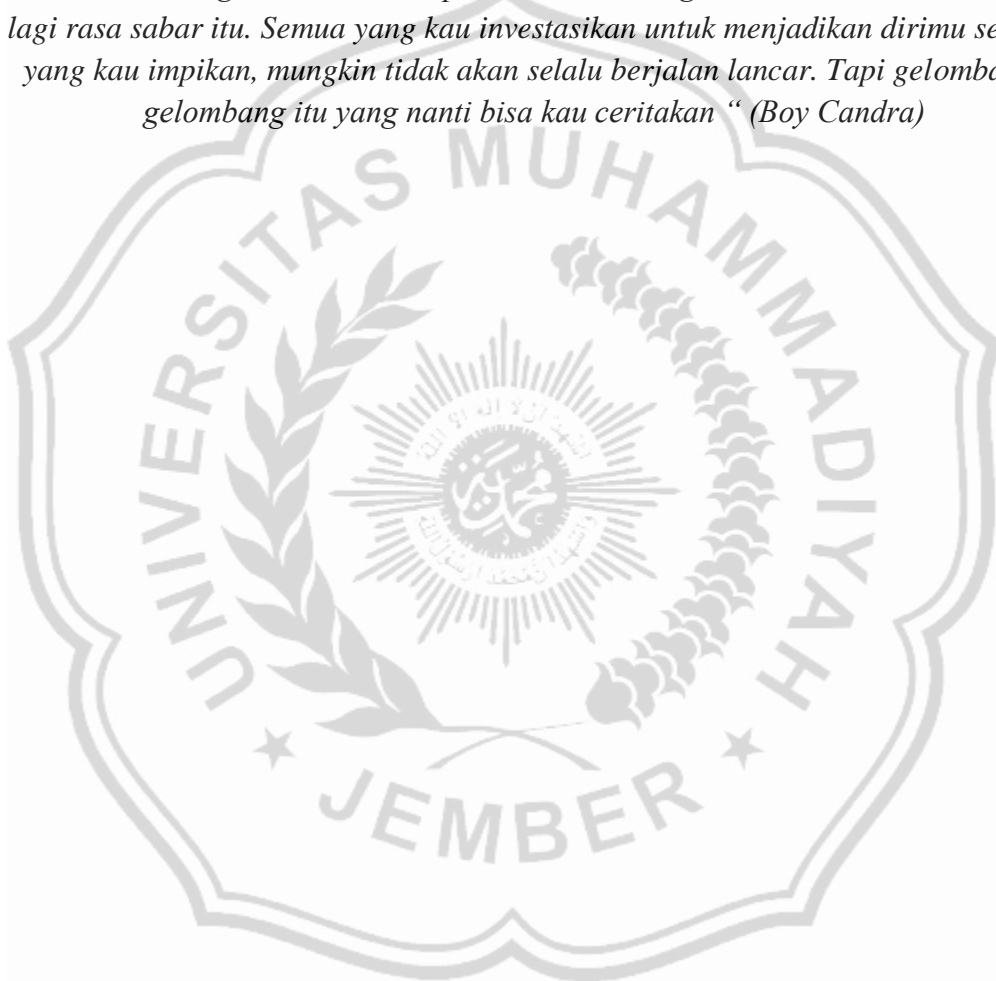 lagi rasa sabar itu. Semua yang kau investasikan untuk menjadikan dirimu se
yang kau impikan, mungkin tidak akan selalu berjalan lancar. Tapi gelomba
gelombang itu yang nanti bisa kau ceritakan “ (Boy Candra)
UNIVERSITAS MUHAMMADIYAH
JEMBER